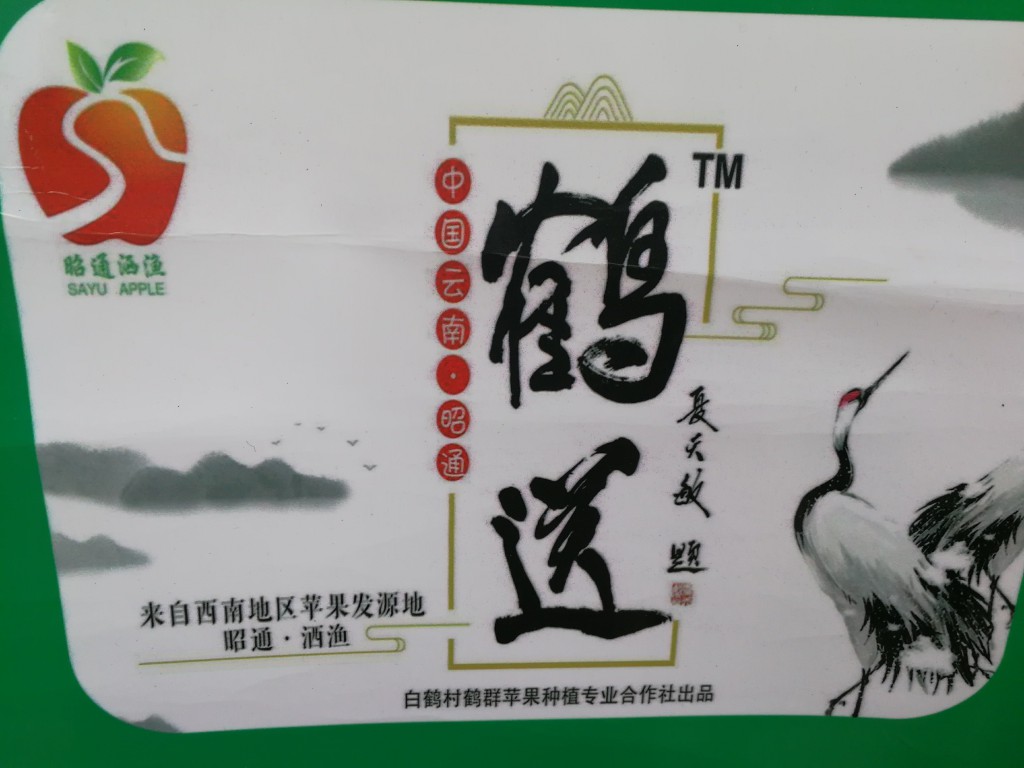 昭通洒渔
SAYU APPLE
中国云南·昭通
鹤送
TM
夏天敏 题
来自西南地区苹果发源地
昭通·洒渔
白鹤村鹤群苹果种植专业合作社出品